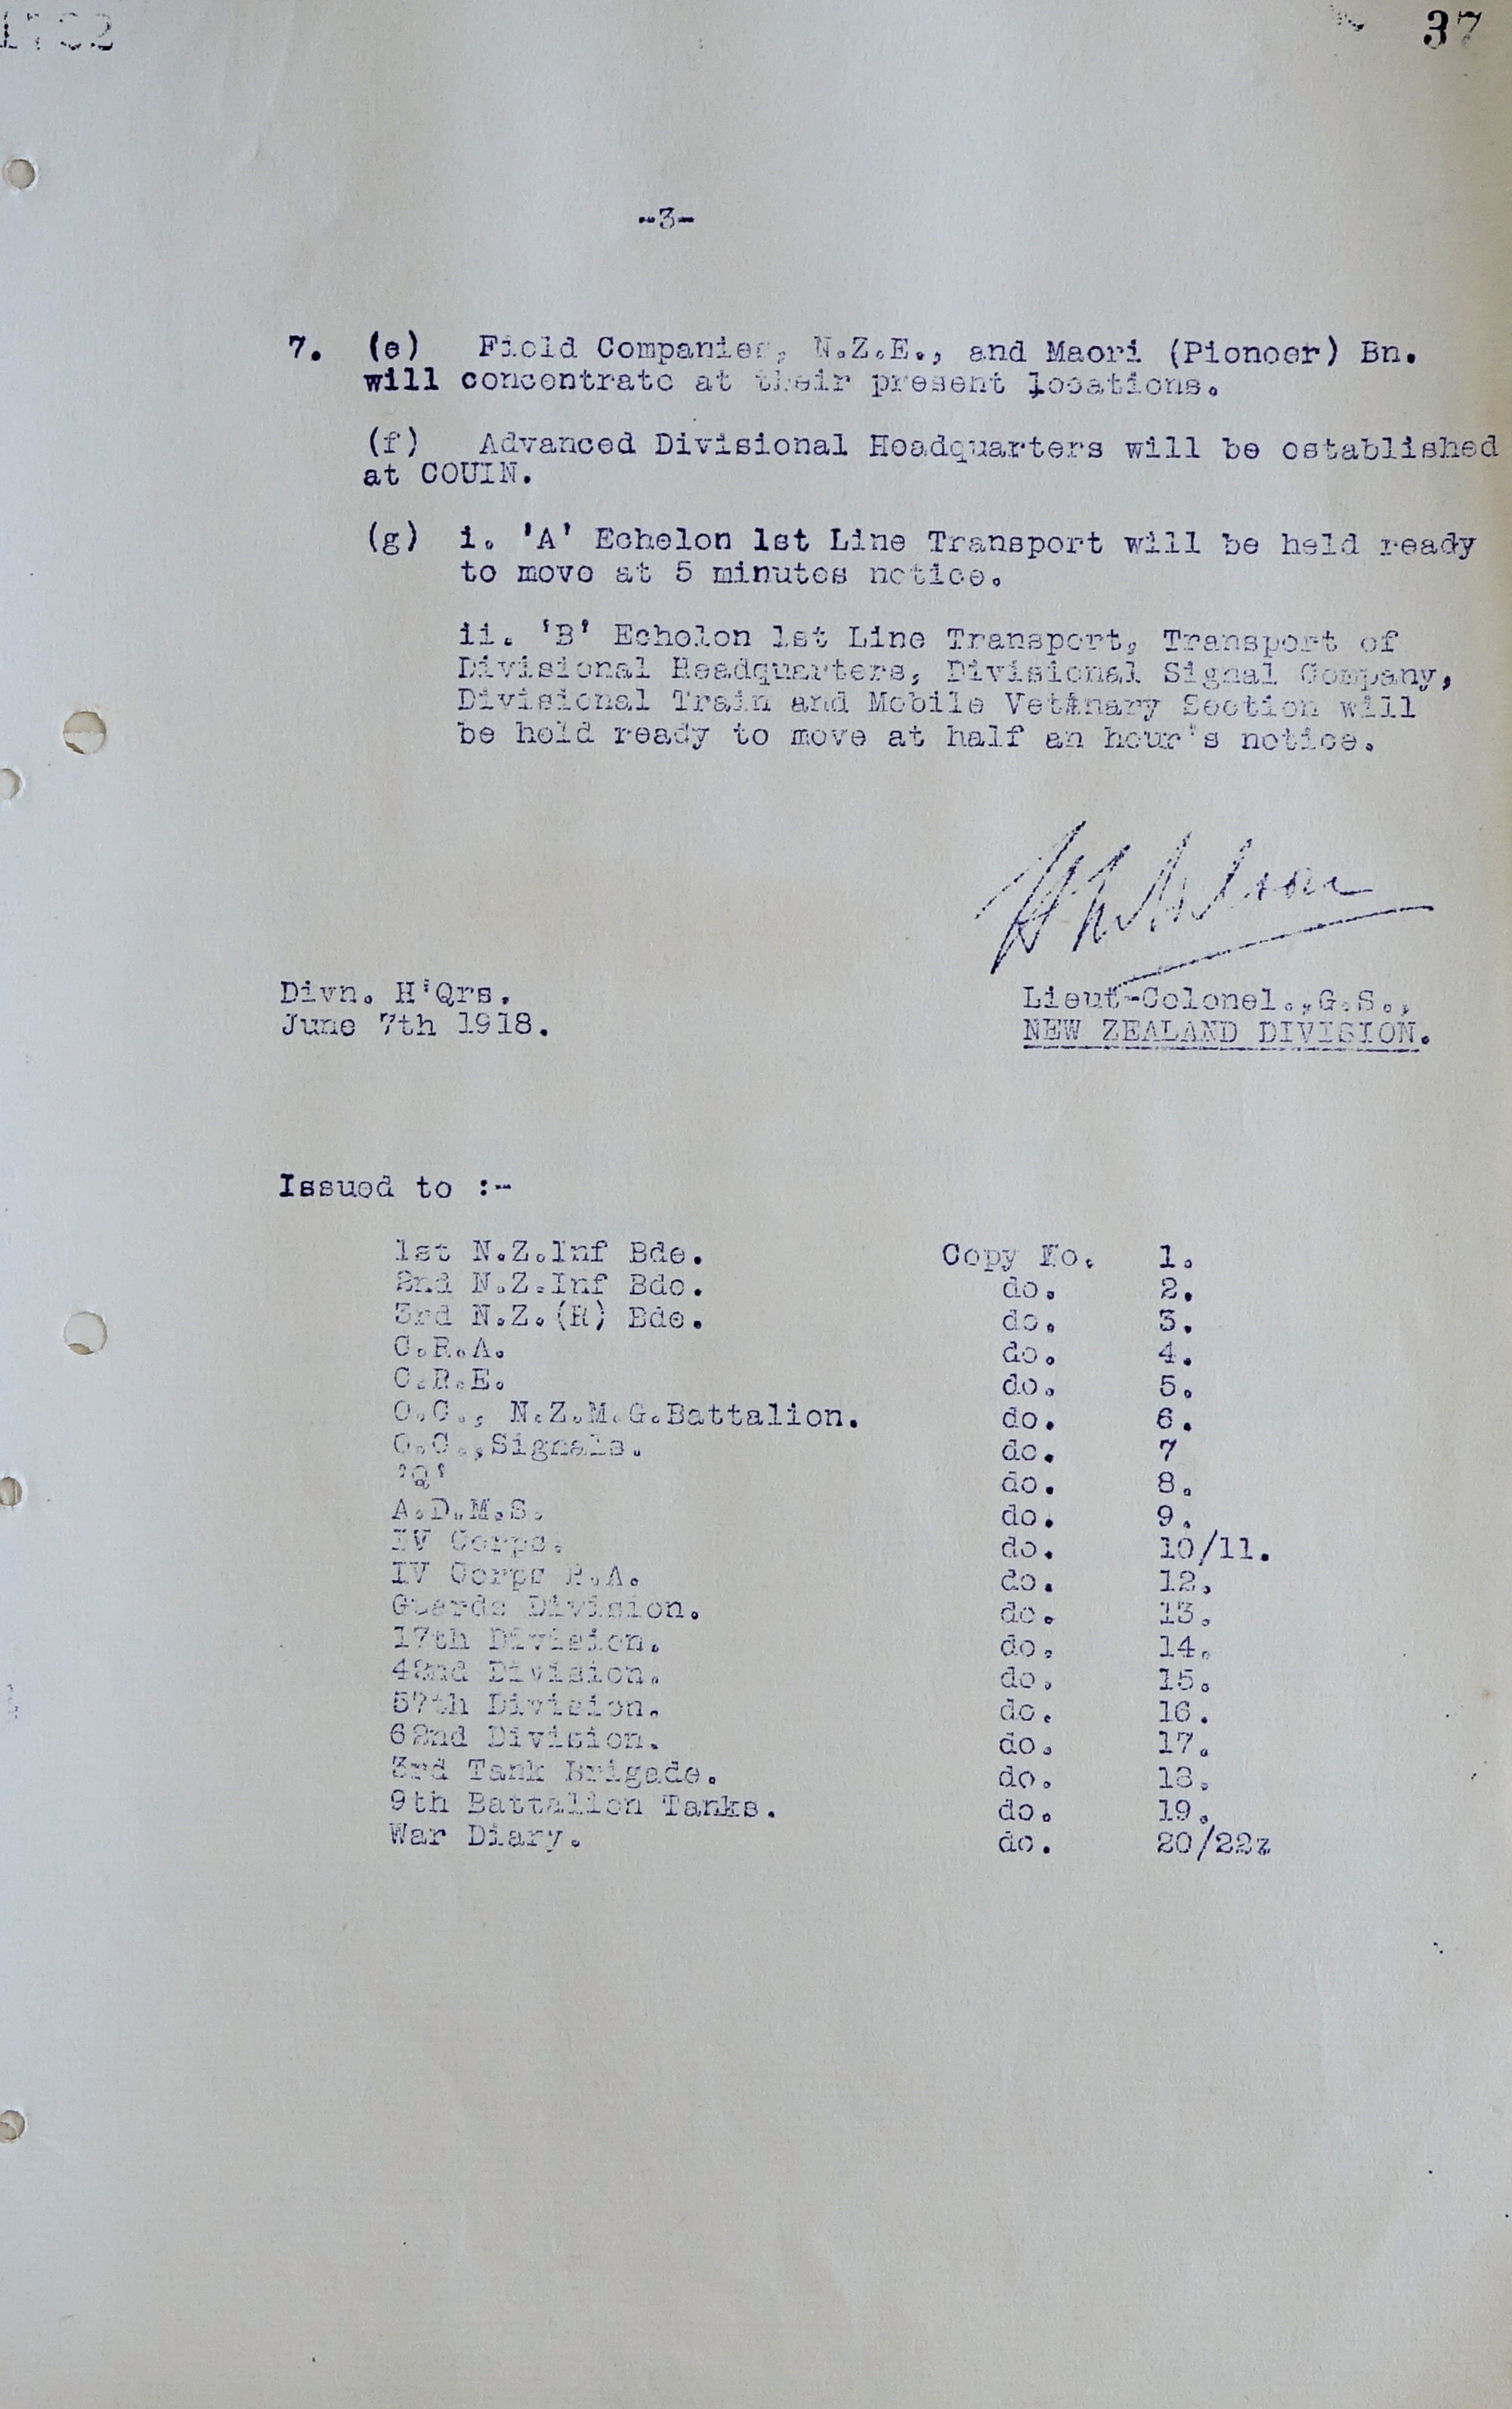 37
-3-
7. (e) Field Companies, N.Z.E., and Maori (Pioneer) Bn.
will concentrate at their present locations.
(f) Advanced Divisional Headquarters will be established
at COUIN.
(g) i. 'A' Echelon 1st Line Transport will be held ready
to move at 5 minutes notice.
ii. 'B' Echelon 1st Line Transport, Transport of
Divisional Headquarters, Divisional Signal Company,
Divisional Train and Mobile Vetinary Section will
be held ready to move at half an hour's notice.
Divn. H'Qrs.
June 7th 1918.
Lieut-Colonel.,G.S.,
NEW ZEALAND DIVISION.
Issued to :-
1st N.Z.Inf Bde. Copy No. 1.
2nd N.Z.Inf Bde. do. 2.
3rd N.Z.(R) Bde. do. 3.
C.R.A. do. 4.
C.R.E. do. 5.
O.C., N.Z.M.G.Battalion. do. 6.
O.C.,Signals. do. 7
'Q' do. 8.
A.D.M.S. do. 9.
IV Corps. do. 10/11.
IV Corps R.A. do. 12.
Guards Division. do. 13.
17th Division. do. 14.
42nd Division. do. 15.
57th Division. do. 16.
62nd Division. do. 17.
3rd Tank Brigade. do. 18.
9th Battalion Tanks. do. 19.
War Diary. do. 20/22z